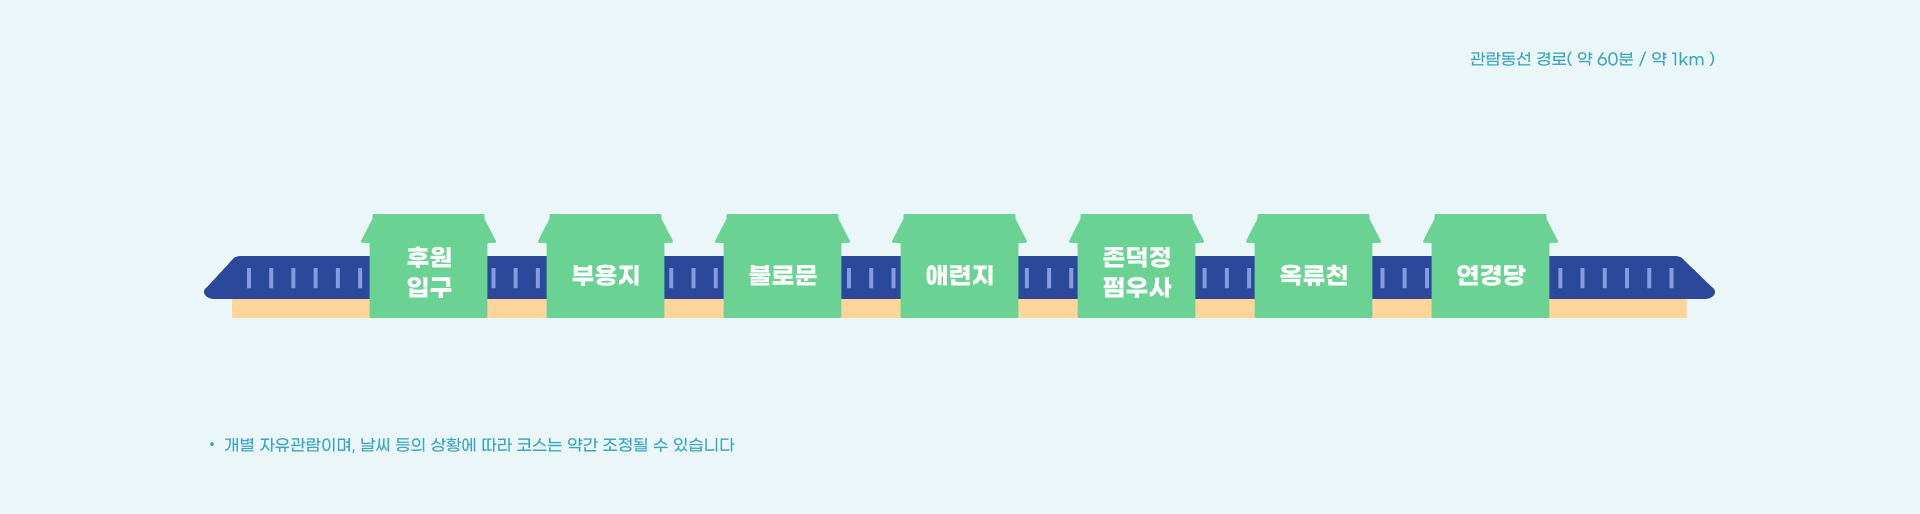 관람동선 경로( 약 60분 / 약 1km )
후원
입구
부용지
불로문
애련지
존덕정
폄우사
옥류천
연경당
• 개별 자유관람이며, 날씨 등의 상황에 따라 코스는 약간 조정될 수 있습니다